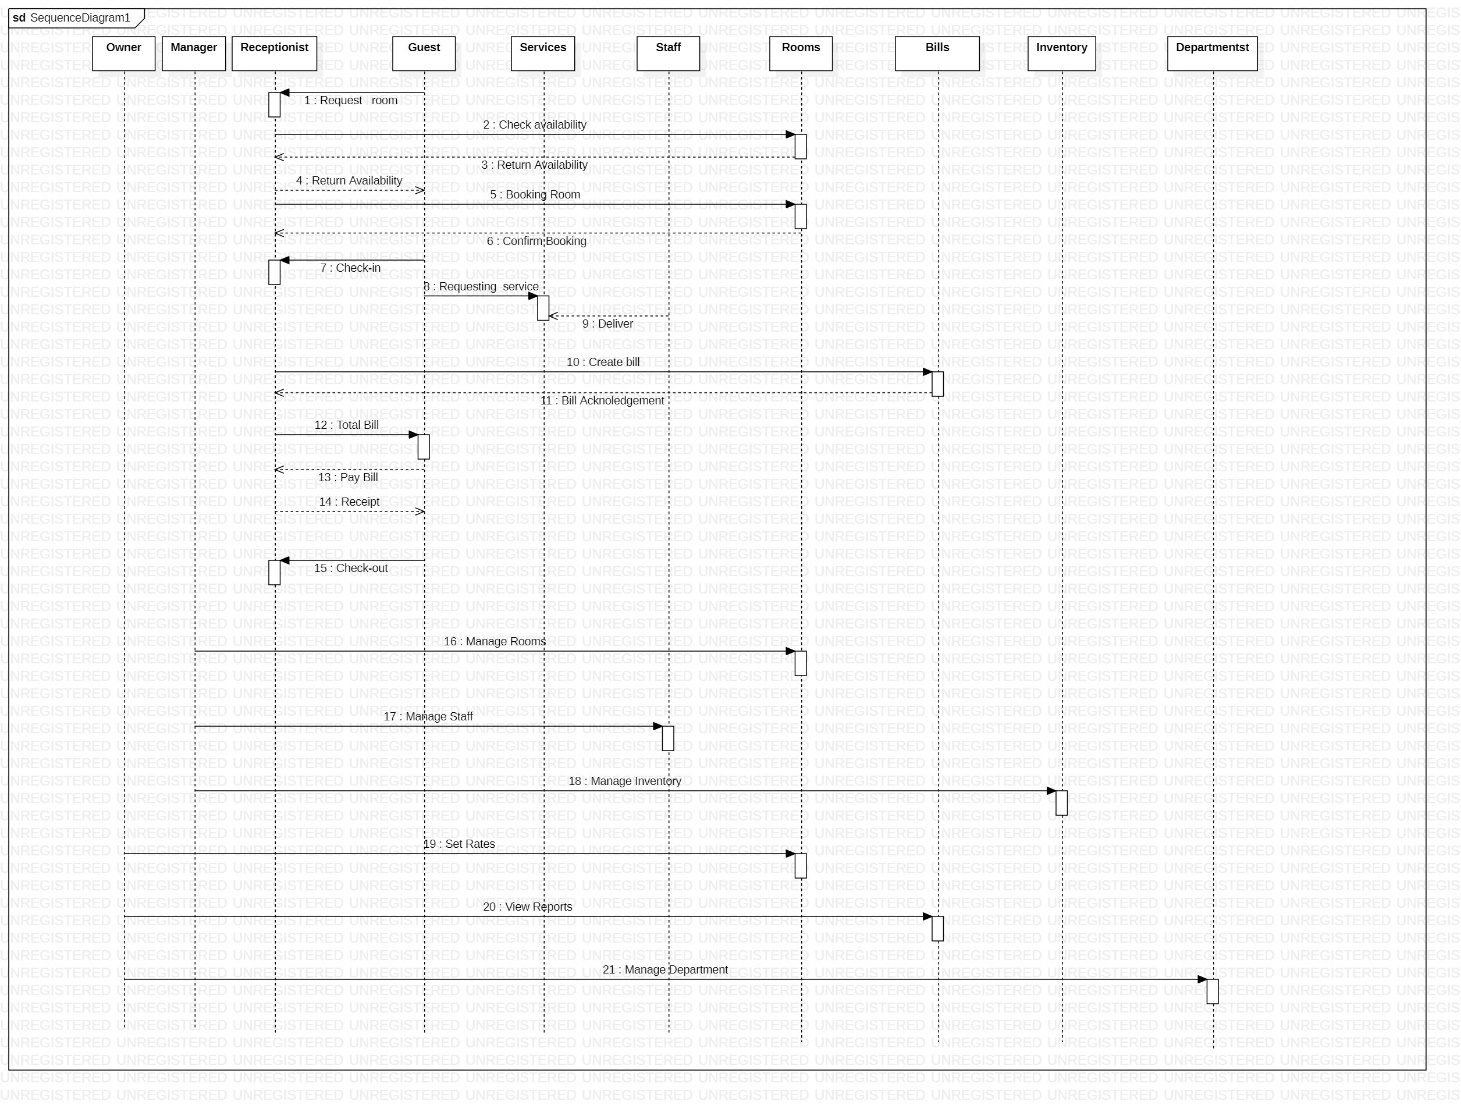 sd SequenceDiagram1
Owner Manager Receptionist Guest Services Staff Rooms Bills Inventory Departmentst
1 : Request room
2 : Check availability
3 : Return Availability
4 : Return Availability
5 : Booking Room
6 : Confirm Booking
7 : Check-in
8 : Requesting service
9 : Deliver
10 : Create bill
11 : Bill Acknoledgement
12 : Total Bill
13 : Pay Bill
14 : Receipt
15 : Check-out
16 : Manage Rooms
17 : Manage Staff
18 : Manage Inventory
19 : Set Rates
20 : View Reports
21 : Manage Department
UNREGISTERED